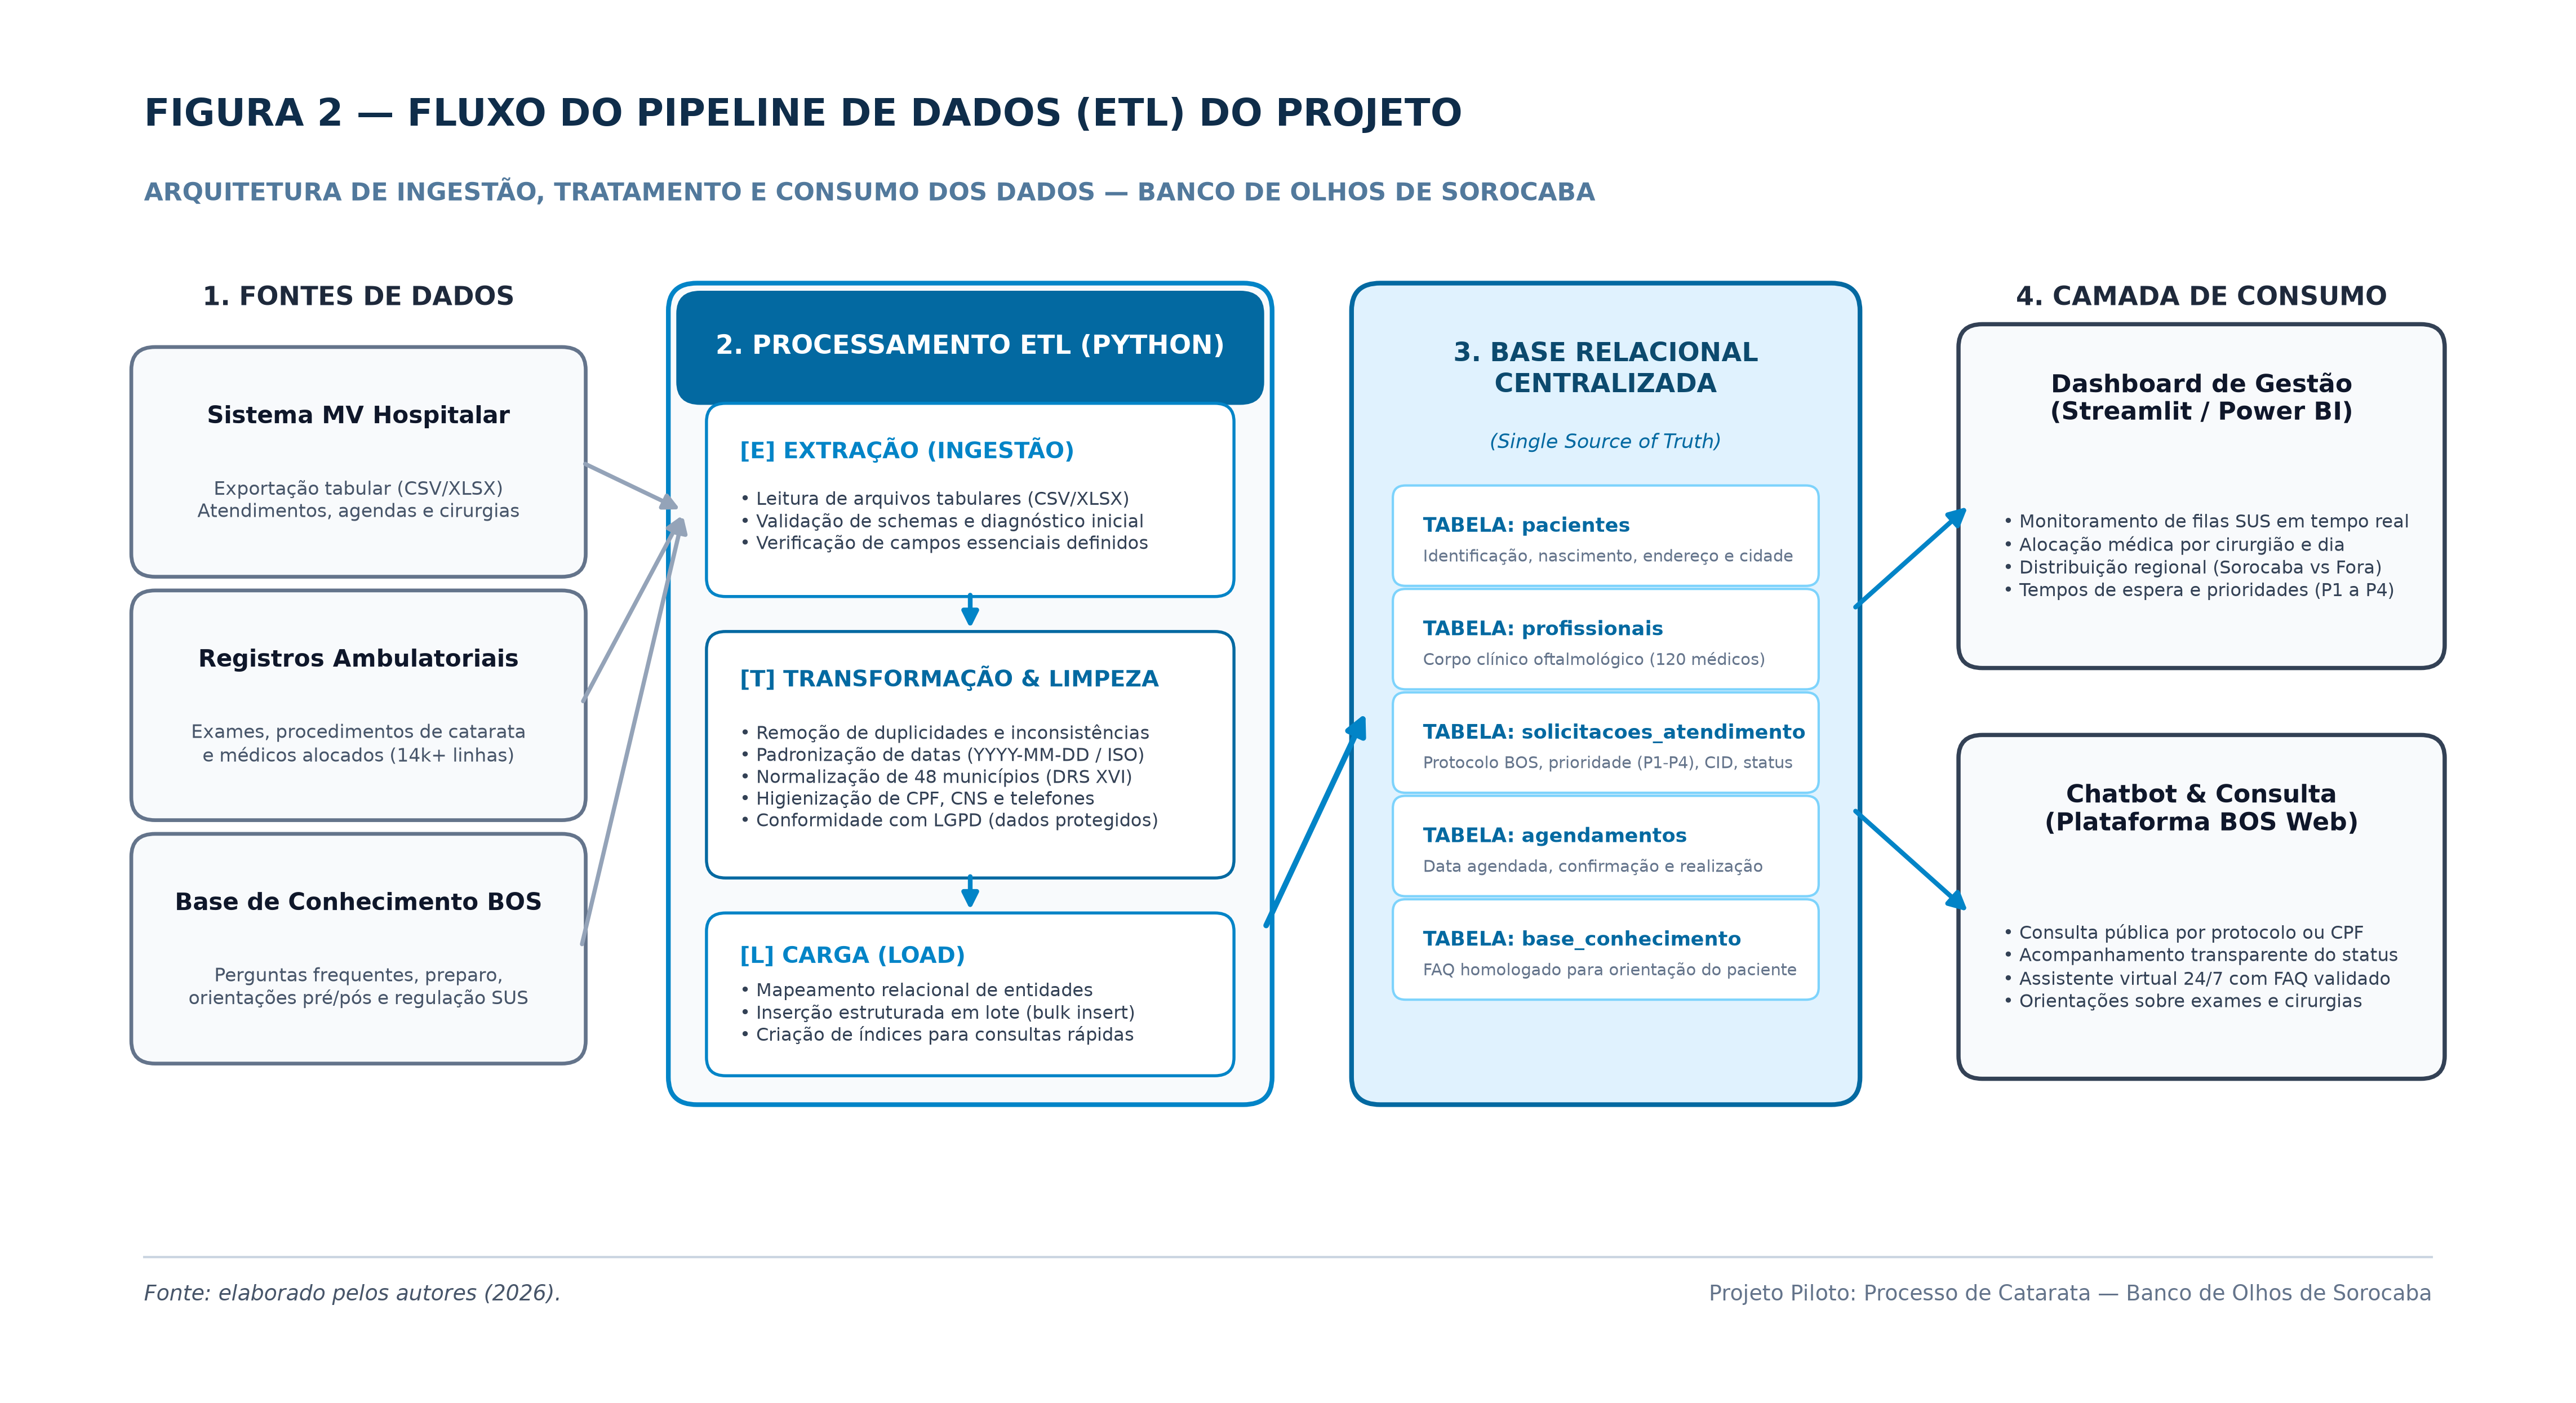 FIGURA 2 — FLUXO DO PIPELINE DE DADOS (ETL) DO PROJETO
ARQUITETURA DE INGESTÃO, TRATAMENTO E CONSUMO DOS DADOS — BANCO DE OLHOS DE SOROCABA
1. FONTES DE DADOS
Sistema MV Hospitalar
Exportação tabular (CSV/XLSX)
Atendimentos, agendas e cirurgias
Registros Ambulatoriais
Exames, procedimentos de catarata
e médicos alocados (14k+ linhas)
Base de Conhecimento BOS
Perguntas frequentes, preparo,
orientações pré/pós e regulação SUS
2. PROCESSAMENTO ETL (PYTHON)
[E] EXTRAÇÃO (INGESTÃO)
• Leitura de arquivos tabulares (CSV/XLSX)
• Validação de schemas e diagnóstico inicial
• Verificação de campos essenciais definidos
[T] TRANSFORMAÇÃO & LIMPEZA
• Remoção de duplicidades e inconsistências
• Padronização de datas (YYYY-MM-DD / ISO)
• Normalização de 48 municípios (DRS XVI)
• Higienização de CPF, CNS e telefones
• Conformidade com LGPD (dados protegidos)
[L] CARGA (LOAD)
• Mapeamento relacional de entidades
• Inserção estruturada em lote (bulk insert)
• Criação de índices para consultas rápidas
3. BASE RELACIONAL
CENTRALIZADA
(Single Source of Truth)
TABELA: pacientes
Identificação, nascimento, endereço e cidade
TABELA: profissionais
Corpo clínico oftalmológico (120 médicos)
TABELA: solicitacoes_atendimento
Protocolo BOS, prioridade (P1-P4), CID, status
TABELA: agendamentos
Data agendada, confirmação e realização
TABELA: base_conhecimento
FAQ homologado para orientação do paciente
4. CAMADA DE CONSUMO
Dashboard de Gestão
(Streamlit / Power BI)
• Monitoramento de filas SUS em tempo real
• Alocação médica por cirurgião e dia
• Distribuição regional (Sorocaba vs Fora)
• Tempos de espera e prioridades (P1 a P4)
Chatbot & Consulta
(Plataforma BOS Web)
• Consulta pública por protocolo ou CPF
• Acompanhamento transparente do status
• Assistente virtual 24/7 com FAQ validado
• Orientações sobre exames e cirurgias
Fonte: elaborado pelos autores (2026).
Projeto Piloto: Processo de Catarata — Banco de Olhos de Sorocaba